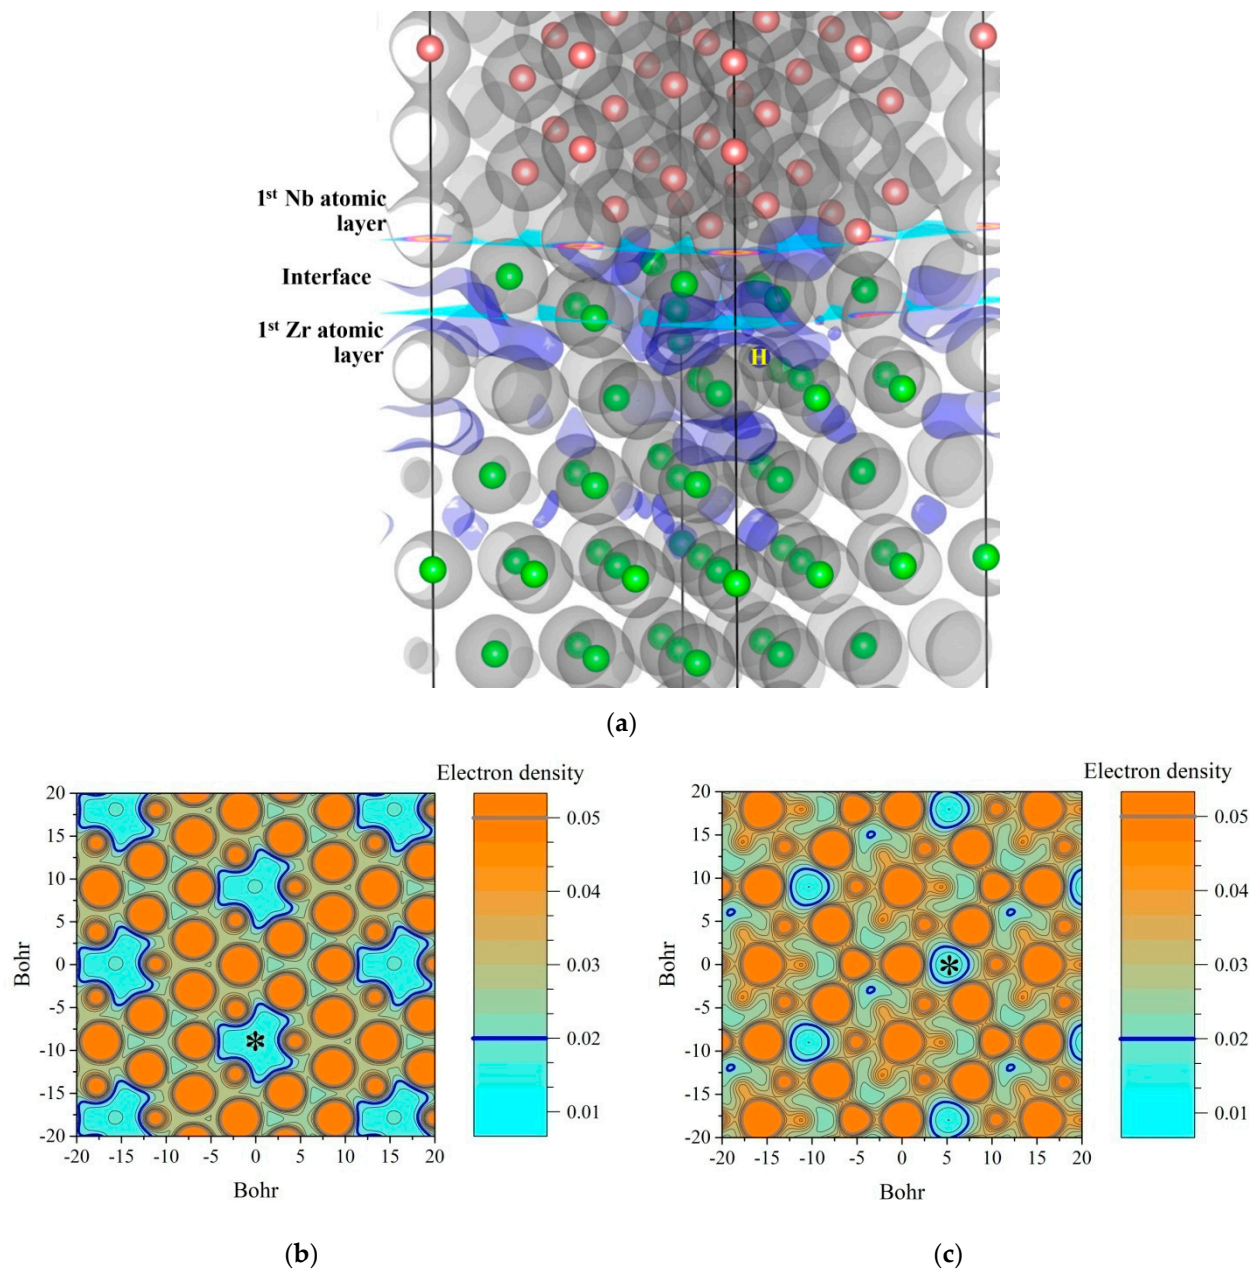 1st Nb atomic
layer
Interface
1st Zr atomic
layer
H
(a)
Electron density
20
15
10
5
0
-5
-10
-15
-20
Bohr
-20 -15 -10 -5 0 5 10 15 20
Bohr
*
0.05
0.04
0.03
0.02
0.01
(b)
Electron density
20
15
10
5
0
-5
-10
-15
-20
Bohr
-20 -15 -10 -5 0 5 10 15 20
Bohr
*
0.05
0.04
0.03
0.02
0.01
(c)